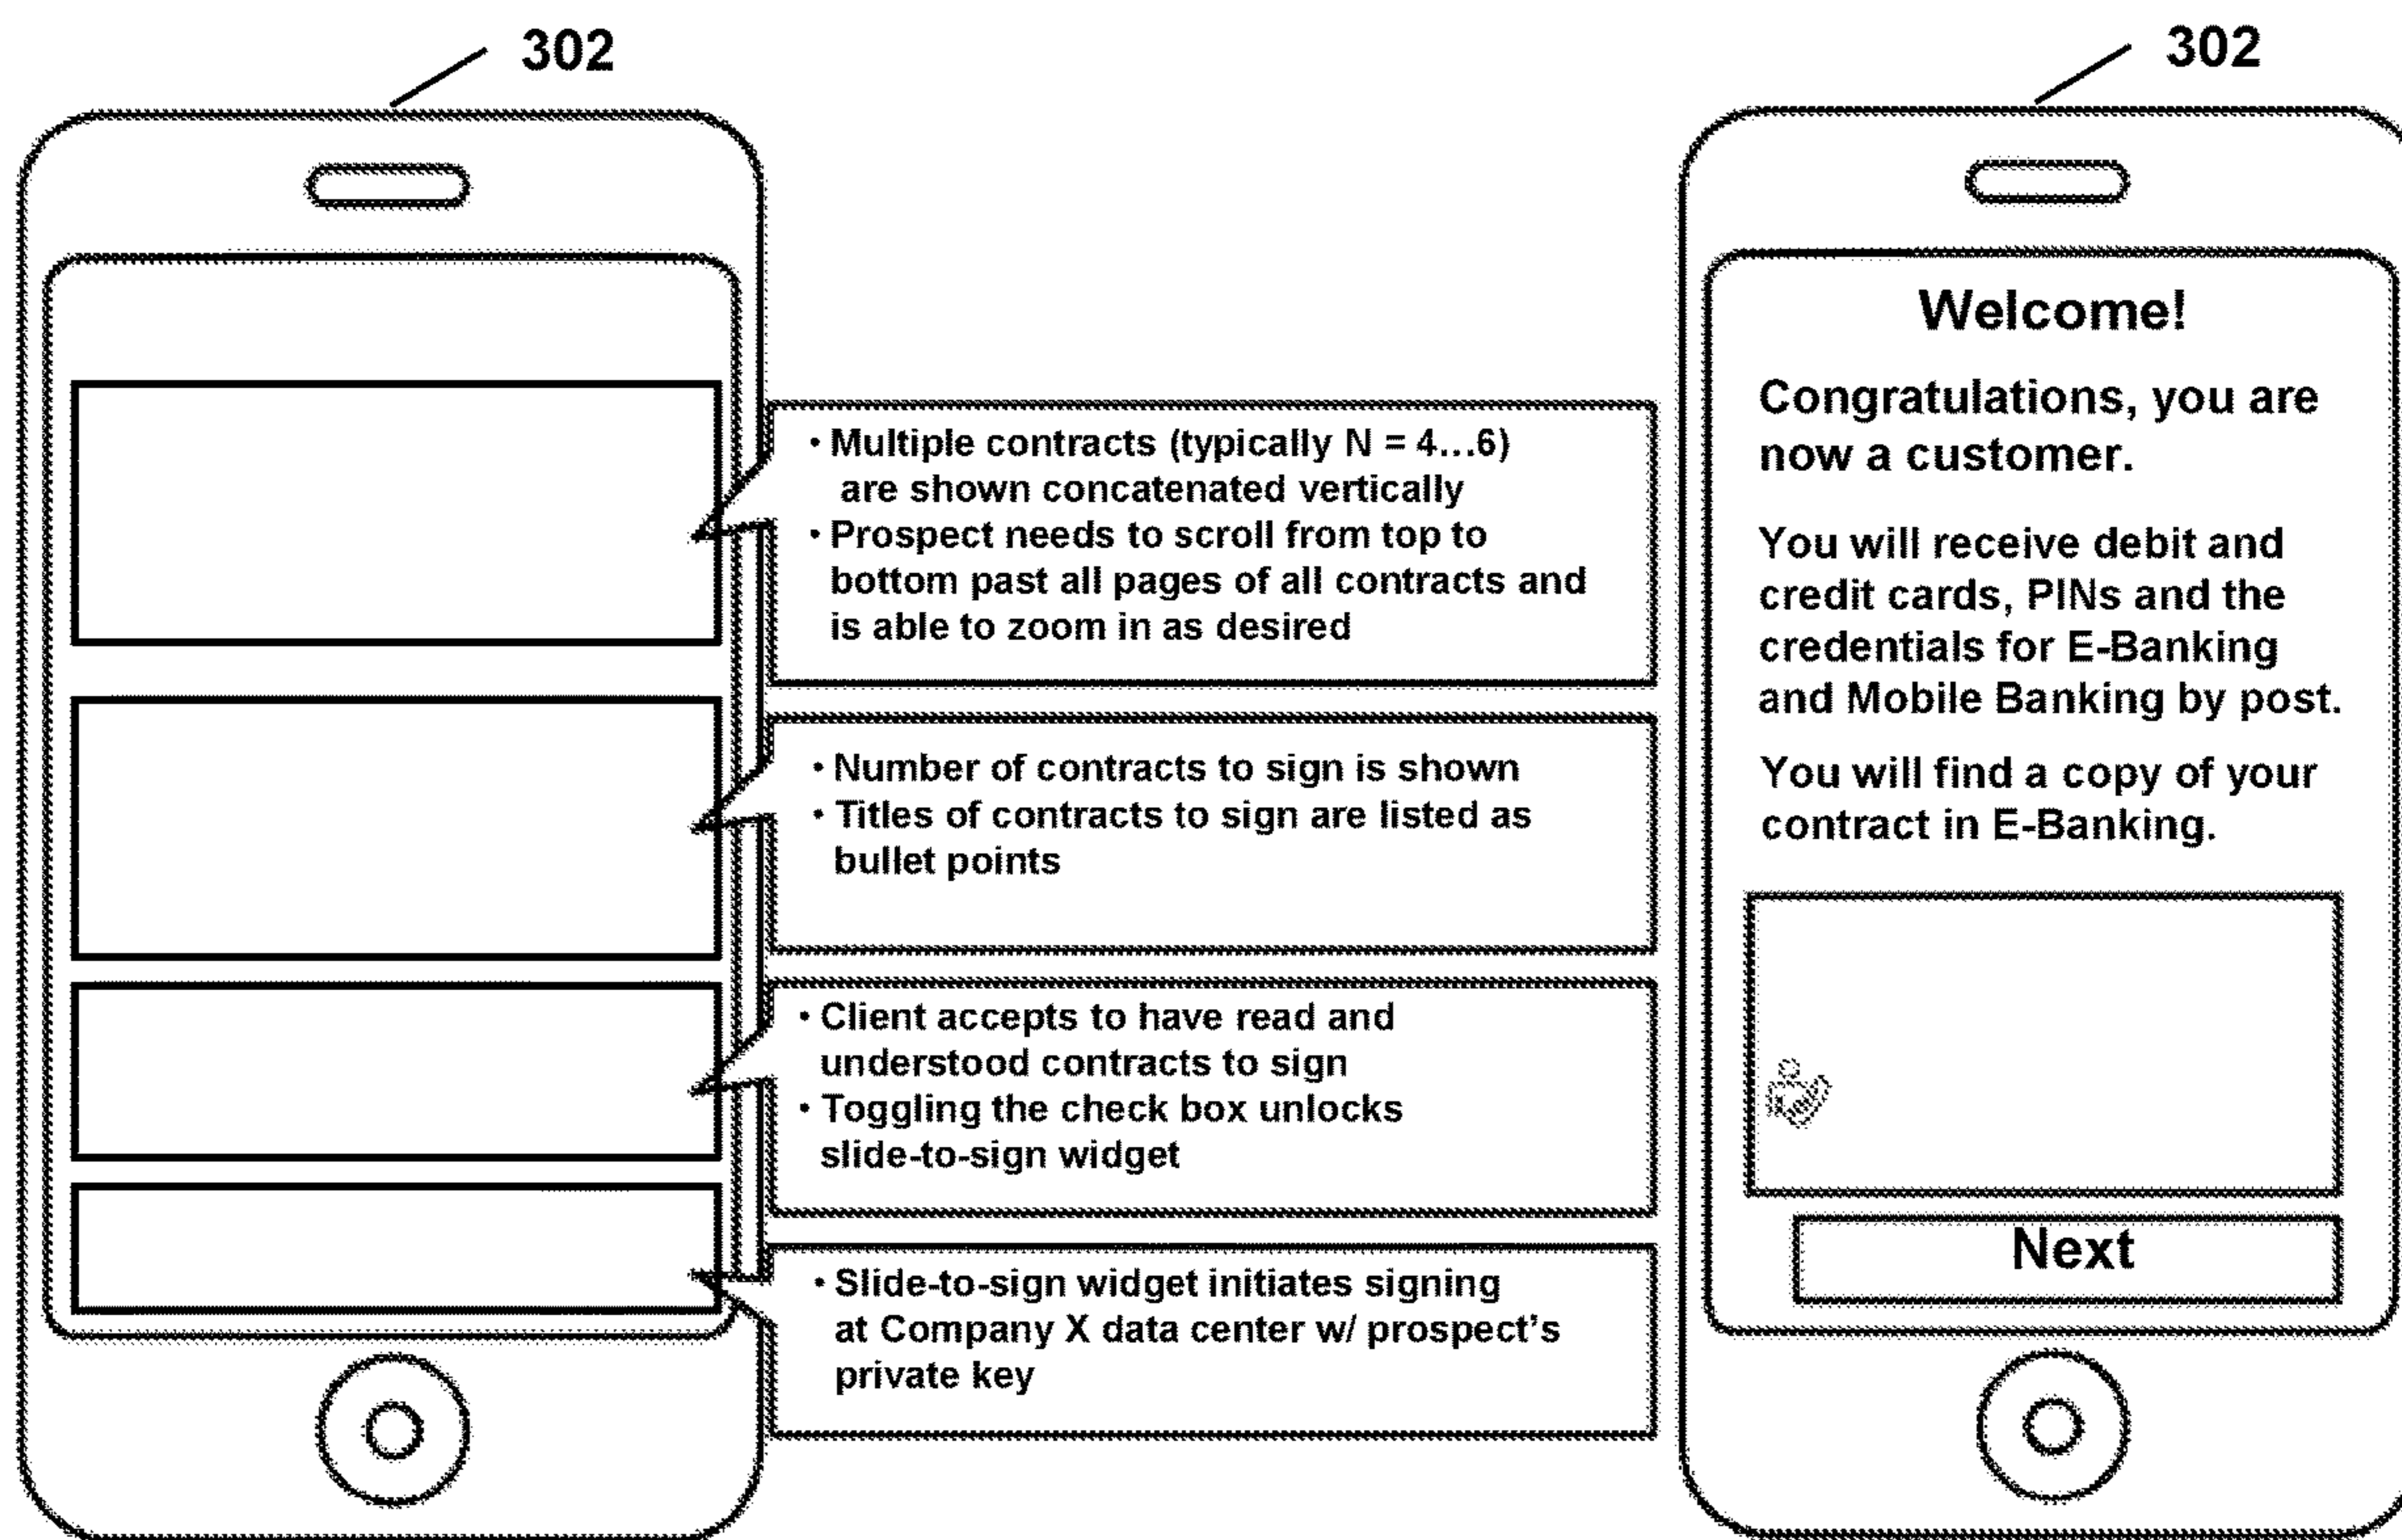 302
• Multiple contracts (typically N = 4...6)
are shown concatenated vertically
• Prospect needs to scroll from top to
bottom past all pages of all contracts and
is able to zoom in as desired
• Number of contracts to sign is shown
• Titles of contracts to sign are listed as
bullet points
• Client accepts to have read and
understood contracts to sign
• Toggling the check box unlocks
slide-to-sign widget
• Slide-to-sign widget initiates signing
at Company X data center w/ prospect's
private key
302
Welcome!
Congratulations, you are
now a customer.
You will receive debit and
credit cards, PINs and the
credentials for E-Banking
and Mobile Banking by post.
You will find a copy of your
contract in E-Banking.
Next